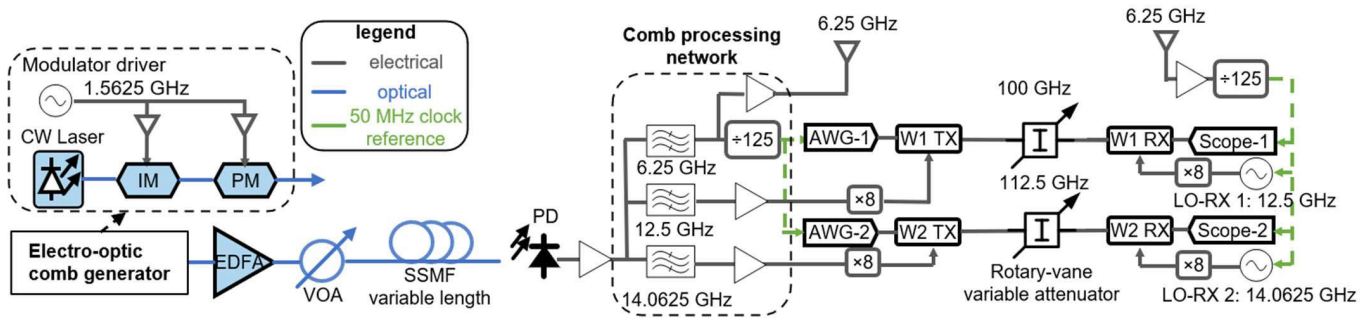 Modulator driver
1.5625 GHz
CW Laser
IM
PM
Electro-optic
comb generator
legend
electrical
optical
50 MHz clock
reference
EDFA
VOA
SSMF
variable length
PD
Comb processing
network
6.25 GHz
÷125
6.25 GHz
12.5 GHz
14.0625 GHz
AWG-1
W1 TX
×8
AWG-2
W2 TX
×8
100 GHz
I
112.5 GHz
I
Rotary-vane
variable attenuator
6.25 GHz
÷125
W1 RX
Scope-1
×8
LO-RX 1: 12.5 GHz
W2 RX
Scope-2
×8
LO-RX 2: 14.0625 GHz